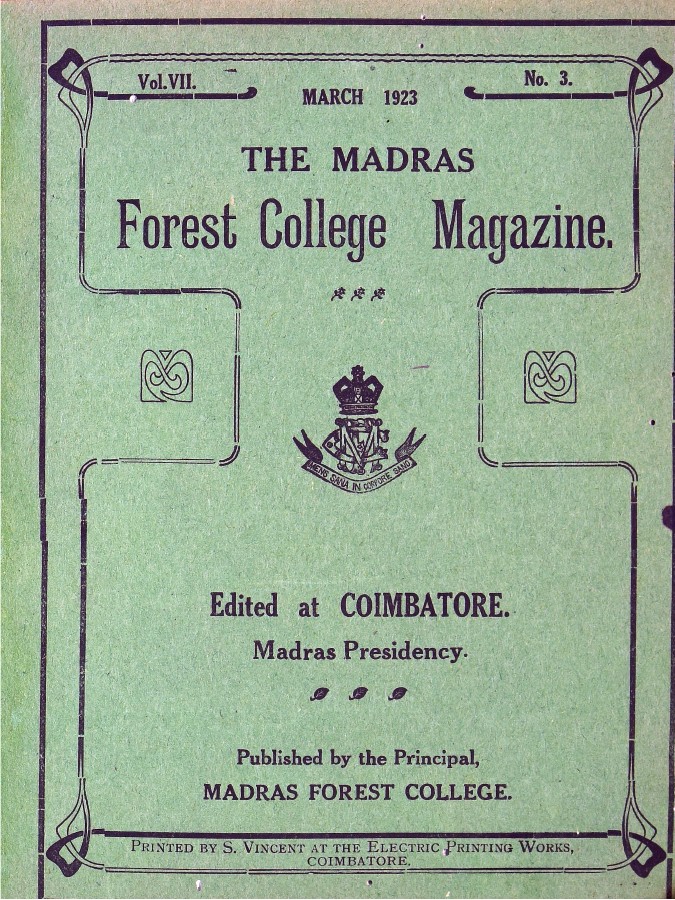 Vol.VII.
MARCH 1923
No. 3.
THE MADRAS
Forest College Magazine.
MENS SANA IN CORPORE SANO
Edited at COIMBATORE.
Madras Presidency.
Published by the Principal,
MADRAS FOREST COLLEGE.
PRINTED BY S. VINCENT AT THE ELECTRIC PRINTING WORKS,
COIMBATORE.